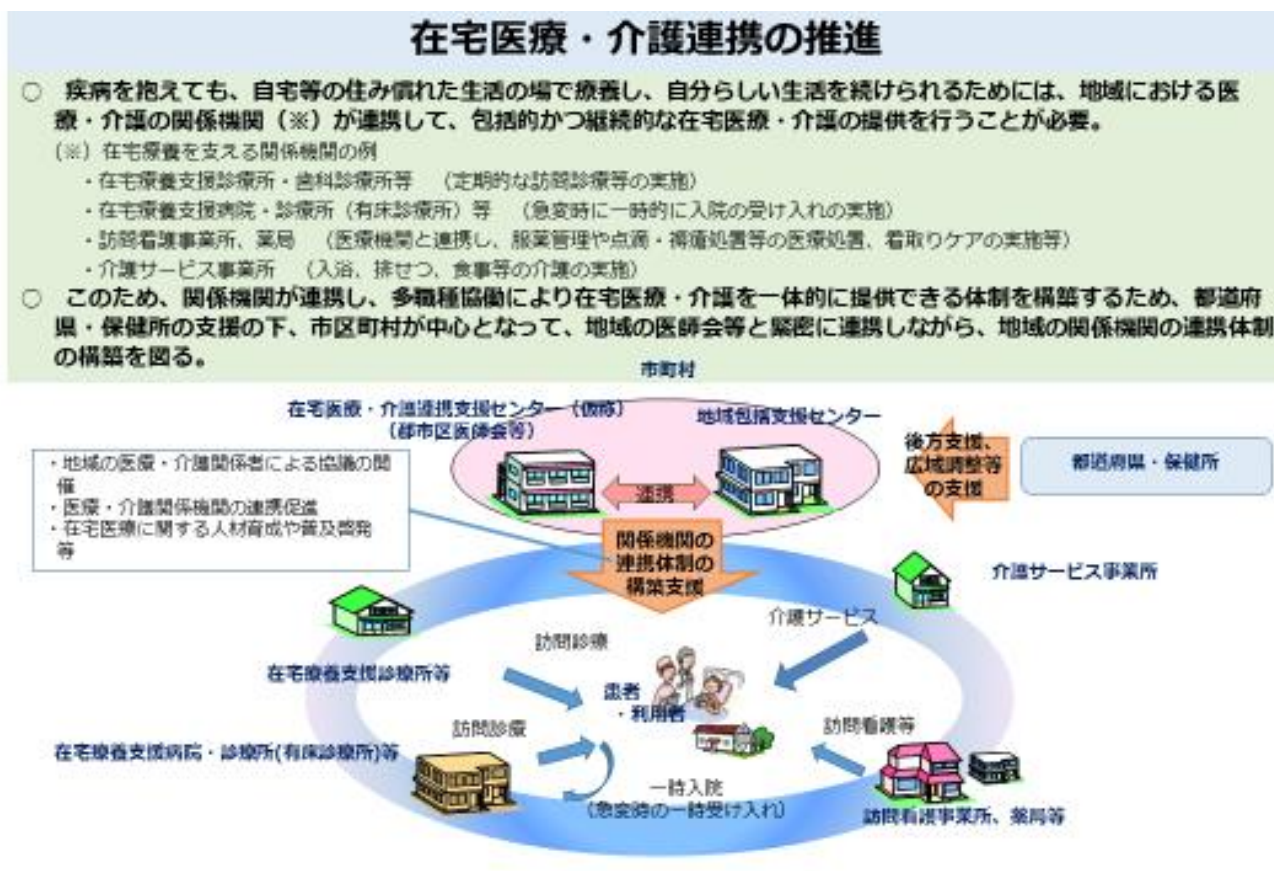 在宅医療・介護連携の推進
○　疾病を抱えても、自宅等の住み慣れた生活の場で療養し、自分らしい生活を続けられるためには、地域における医
療・介護の関係機関（※）が連携して、包括的かつ継続的な在宅医療・介護の提供を行うことが必要。
（※）在宅療養を支える関係機関の例
・在宅療養支援診療所・歯科診療所等　（定期的な訪問診療等の実施）
・在宅療養支援病院・診療所（有床診療所）等　（急変時に一時的に入院の受け入れの実施）
・訪問看護事業所、薬局　（医療機関と連携し、服薬管理や点滴・褥瘡処置等の医療処置、看取りケアの実施等）
・介護サービス事業所　（入浴、排せつ、食事等の介護の実施）
○　このため、関係機関が連携し、多職種協働により在宅医療・介護を一体的に提供できる体制を構築するため、都道府
県・保健所の支援の下、市区町村が中心となって、地域の医師会等と緊密に連携しながら、地域の関係機関の連携体制
の構築を図る。
市町村
在宅医療・介護連携支援センター（仮称）
（郡市区医師会等）
地域包括支援センター
連携
後方支援、
広域調整等
の支援
都道府県・保健所
・地域の医療・介護関係者による協議の開
催
・医療・介護関係機関の連携促進
・在宅医療に関する人材育成や普及啓発
等
関係機関の
連携体制の
構築支援
介護サービス事業所
介護サービス
訪問診療
在宅療養支援診療所等
患者
・利用者
訪問診療
訪問看護等
在宅療養支援病院・診療所(有床診療所)等
一時入院
（急変時の一時受け入れ）
訪問看護事業所、薬局等